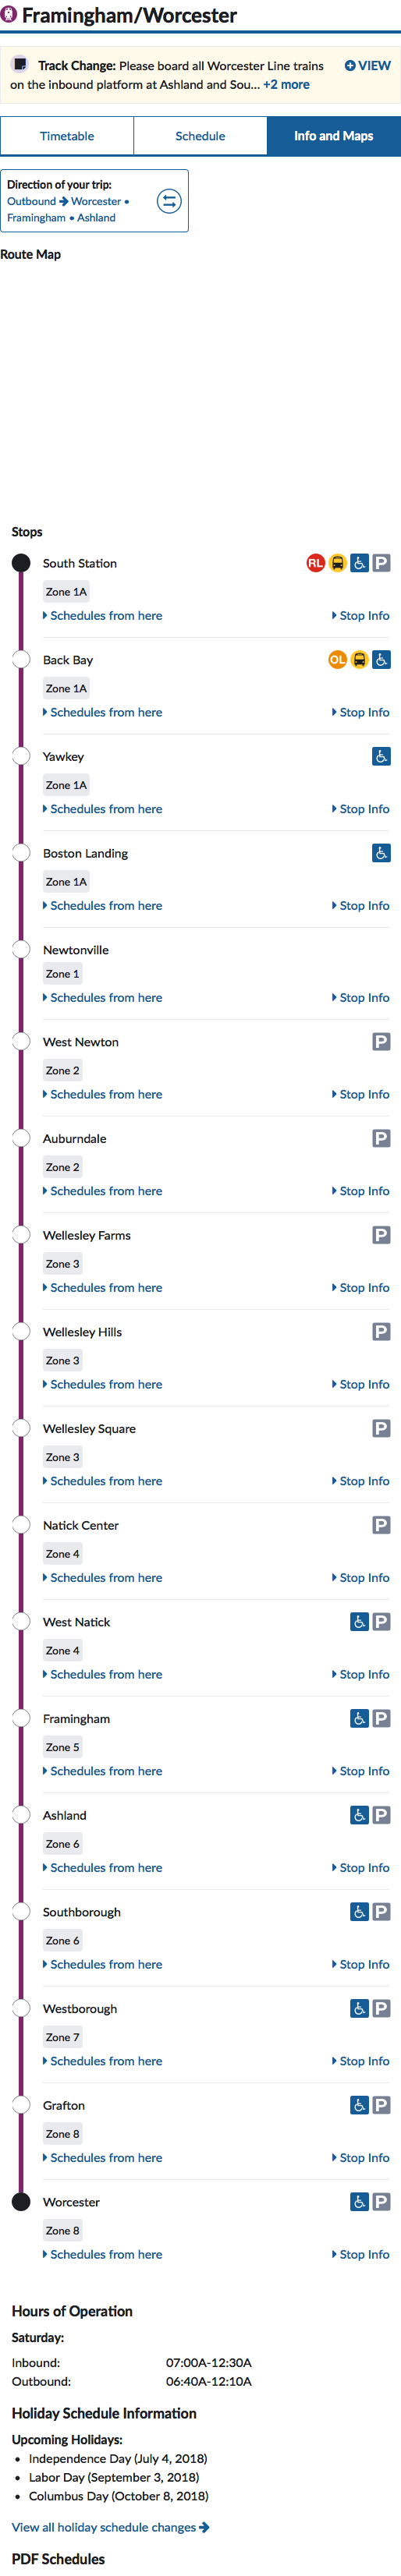 Framingham/Worcester
Track Change: Please board all Worcester Line trains
VIEW
on the inbound platform at Ashland and Sou... +2 more
Timetable
Schedule
Info and Maps
Direction of your trip:
Outbound → Worcester •
Framingham • Ashland
Route Map
Stops
South Station
RL
P
Zone 1A
Schedules from here
Stop Info
Back Bay
OL
Zone 1A
Schedules from here
Stop Info
Yawkey
Zone 1A
Schedules from here
Stop Info
Boston Landing
Zone 1A
Schedules from here
Stop Info
Newtonville
Zone 1
Schedules from here
Stop Info
West Newton
P
Zone 2
Schedules from here
Stop Info
Auburndale
P
Zone 2
Schedules from here
Stop Info
Wellesley Farms
P
Zone 3
Schedules from here
Stop Info
Wellesley Hills
P
Zone 3
Schedules from here
Stop Info
Wellesley Square
P
Zone 3
Schedules from here
Stop Info
Natick Center
P
Zone 4
Schedules from here
Stop Info
West Natick
P
Zone 4
Schedules from here
Stop Info
Framingham
P
Zone 5
Schedules from here
Stop Info
Ashland
P
Zone 6
Schedules from here
Stop Info
Southborough
P
Zone 6
Schedules from here
Stop Info
Westborough
P
Zone 7
Schedules from here
Stop Info
Grafton
P
Zone 8
Schedules from here
Stop Info
Worcester
P
Zone 8
Schedules from here
Stop Info
Hours of Operation
Saturday:
Inbound: 07:00A-12:30A
Outbound: 06:40A-12:10A
Holiday Schedule Information
Upcoming Holidays:
• Independence Day (July 4, 2018)
• Labor Day (September 3, 2018)
• Columbus Day (October 8, 2018)
View all holiday schedule changes →
PDF Schedules